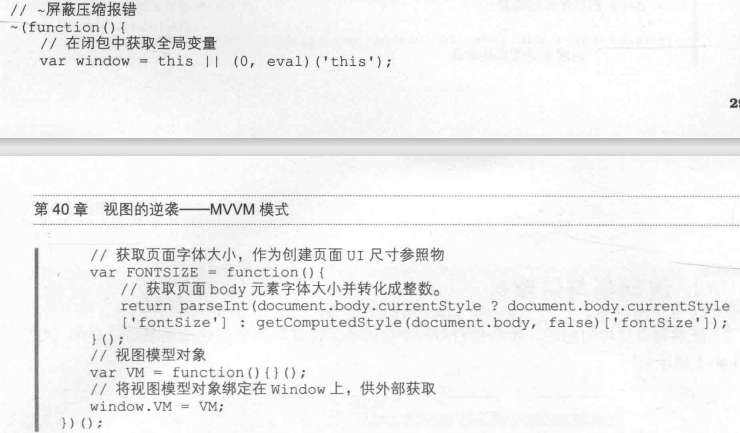 // ~屏蔽压缩报错
~(function(){
// 在闭包中获取全局变量
var window = this || (0, eval)('this');
第 40 章 视图的逆袭——MVVM 模式
// 获取页面字体大小，作为创建页面 UI 尺寸参照物
var FONTSIZE = function(){
// 获取页面 body 元素字体大小并转化成整数。
return parseInt(document.body.currentStyle ? document.body.currentStyle
['fontSize'] : getComputedStyle(document.body, false)['fontSize']);
}();
// 视图模型对象
var VM = function(){}();
// 将视图模型对象绑定在 Window 上，供外部获取
window.VM = VM;
})();